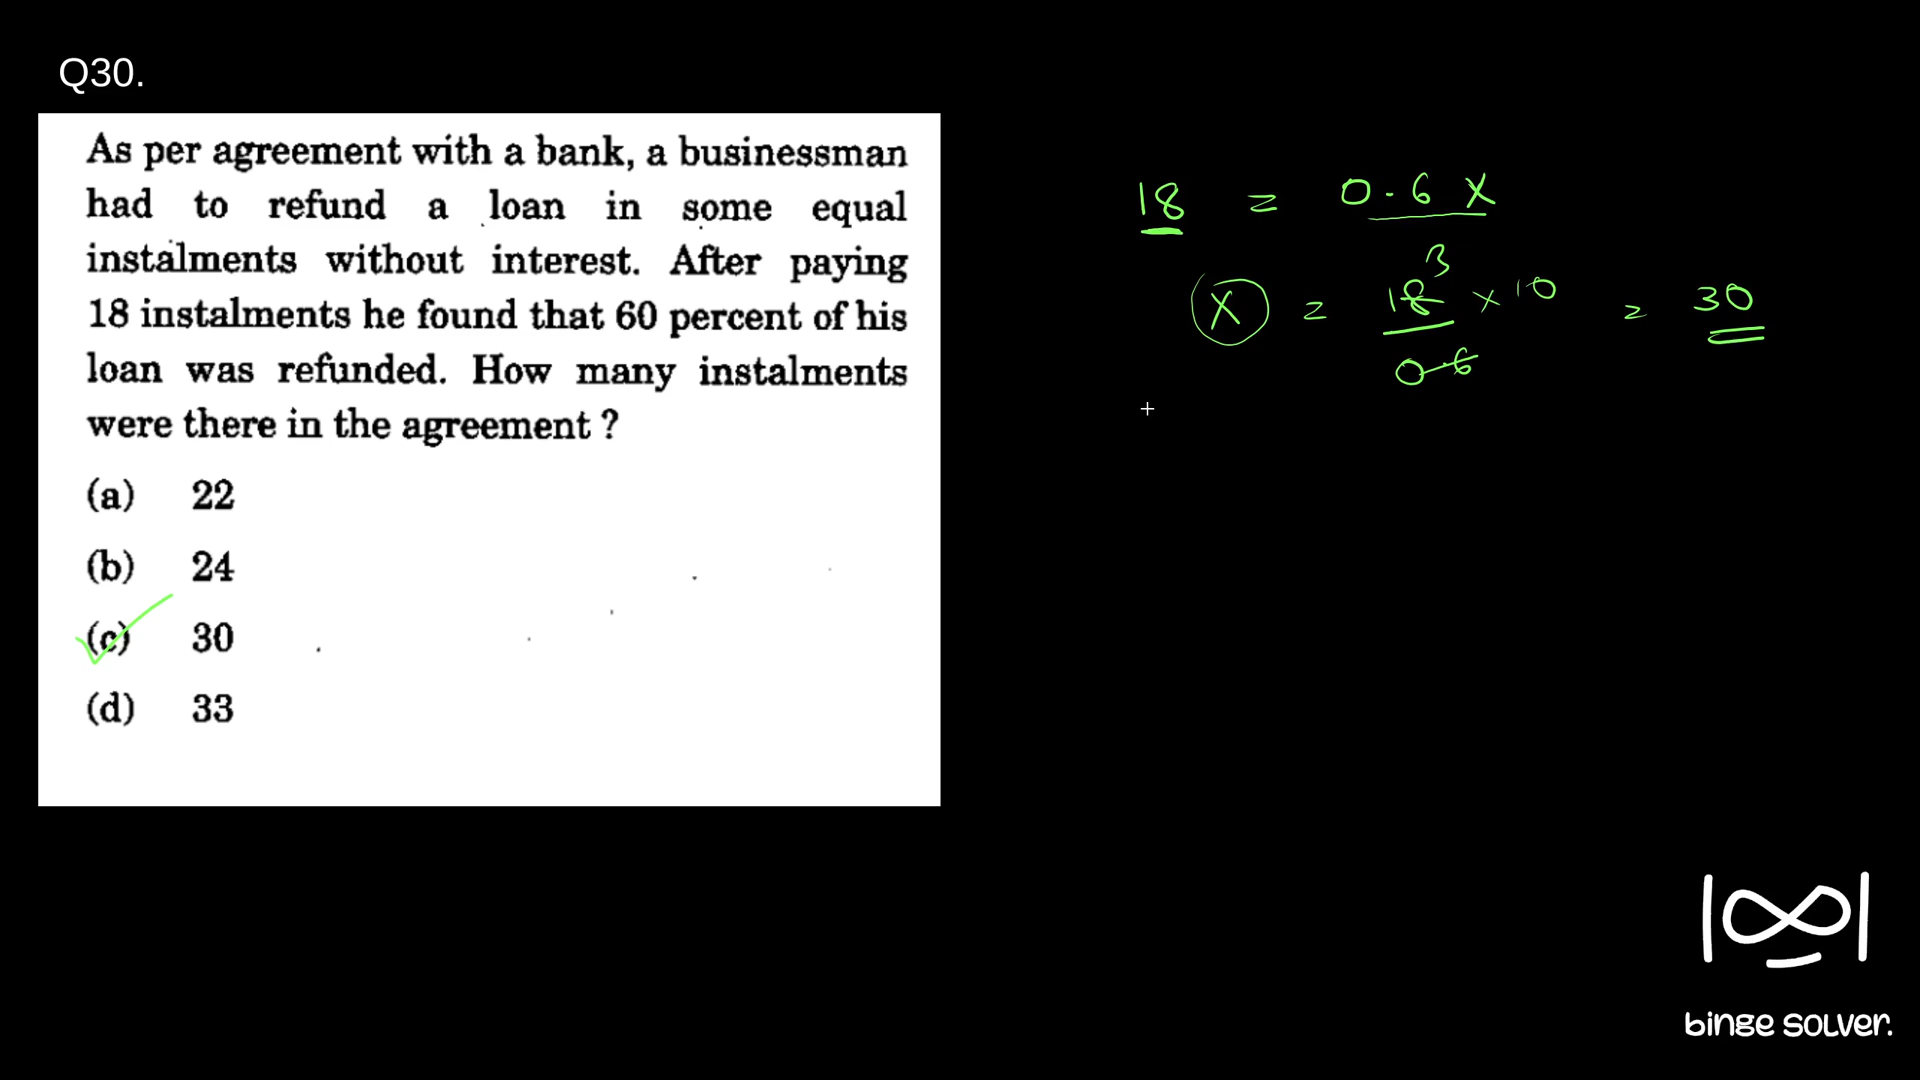 Q30.
As per agreement with a bank, a businessman
had to refund a loan in some equal
instalments without interest. After paying
18 instalments he found that 60 percent of his
loan was refunded. How many instalments
were there in the agreement ?
(a) 22
(b) 24
(c) 30
(d) 33
18 = 0.6 X
3
X = 18 × 10 = 30
0.6
binge SOLVER.